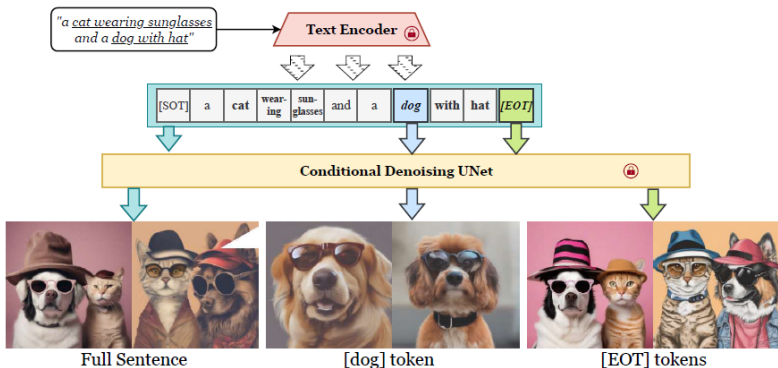 "a cat wearing sunglasses
and a dog with hat"
Text Encoder
[SOT] a cat wear-ing sun-glasses and a dog with hat [EOT]
Conditional Denoising UNet
Full Sentence [dog] token [EOT] tokens